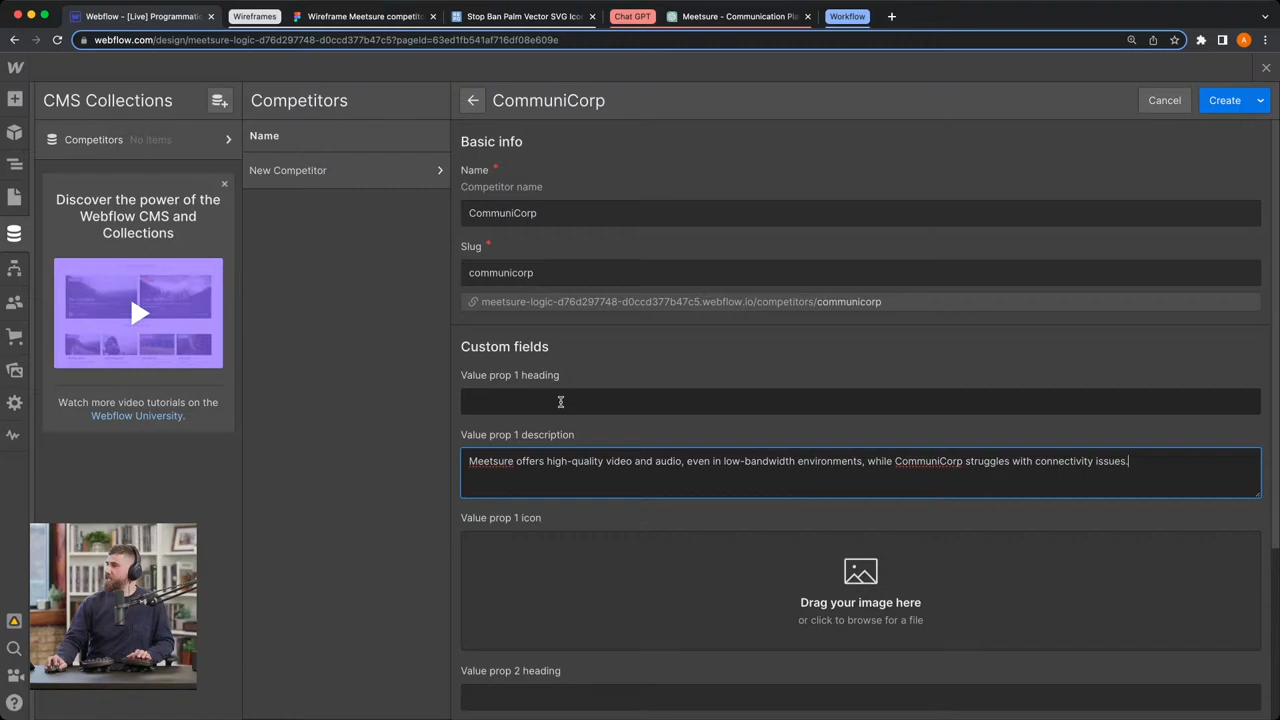 Webflow - [Live] Programmatic
Wireframes
Wireframe Meetsure competito
Stop Ban Palm Vector SVG Icon
Chat GPT
Meetsure - Communication Pla
Workflow
webflow.com/design/meetsure-logic-d76d297748-d0ccd377b47c5?pageId=63ed1fb541af716df08e609e
A
CMS Collections
Competitors
CommuniCorp
Cancel
Create
Competitors No items
Name
Basic info
New Competitor
Name *
Competitor name
CommuniCorp
Slug *
communicorp
meetsure-logic-d76d297748-d0ccd377b47c5.webflow.io/competitors/communicorp
Discover the power of the
Webflow CMS and
Collections
Watch more video tutorials on the
Webflow University.
Custom fields
Value prop 1 heading
Value prop 1 description
Meetsure offers high-quality video and audio, even in low-bandwidth environments, while CommuniCorp struggles with connectivity issues.
Value prop 1 icon
Drag your image here
or click to browse for a file
Value prop 2 heading